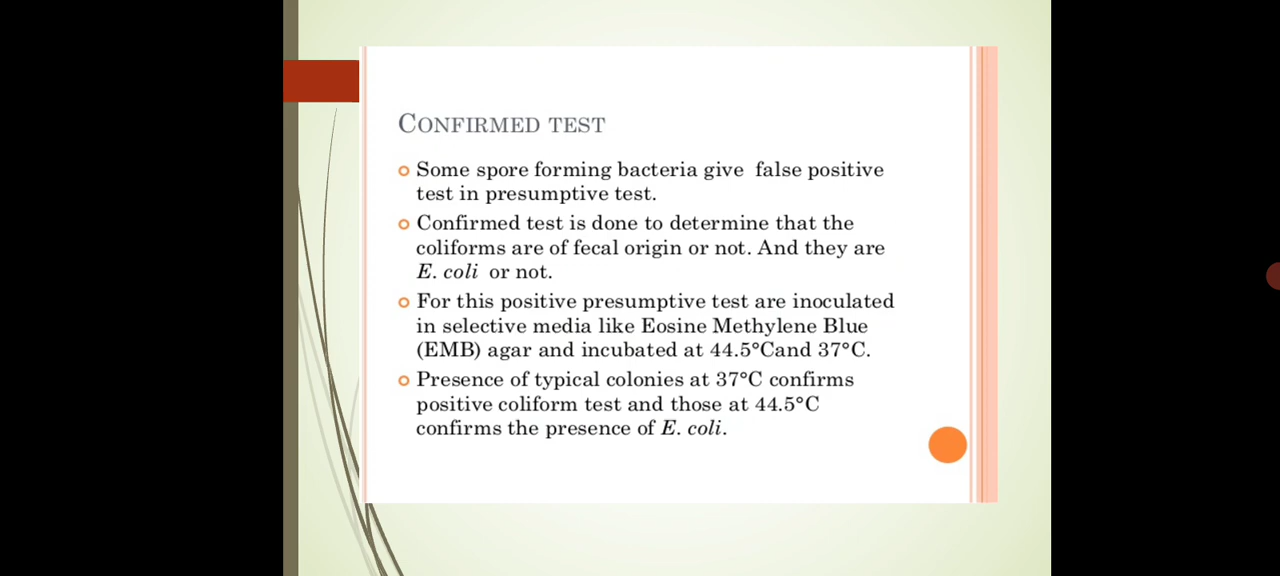 CONFIRMED TEST
Some spore forming bacteria give false positive
test in presumptive test.
Confirmed test is done to determine that the
coliforms are of fecal origin or not. And they are
E. coli or not.
For this positive presumptive test are inoculated
in selective media like Eosine Methylene Blue
(EMB) agar and incubated at 44.5°Cand 37°C.
Presence of typical colonies at 37°C confirms
positive coliform test and those at 44.5°C
confirms the presence of E. coli.